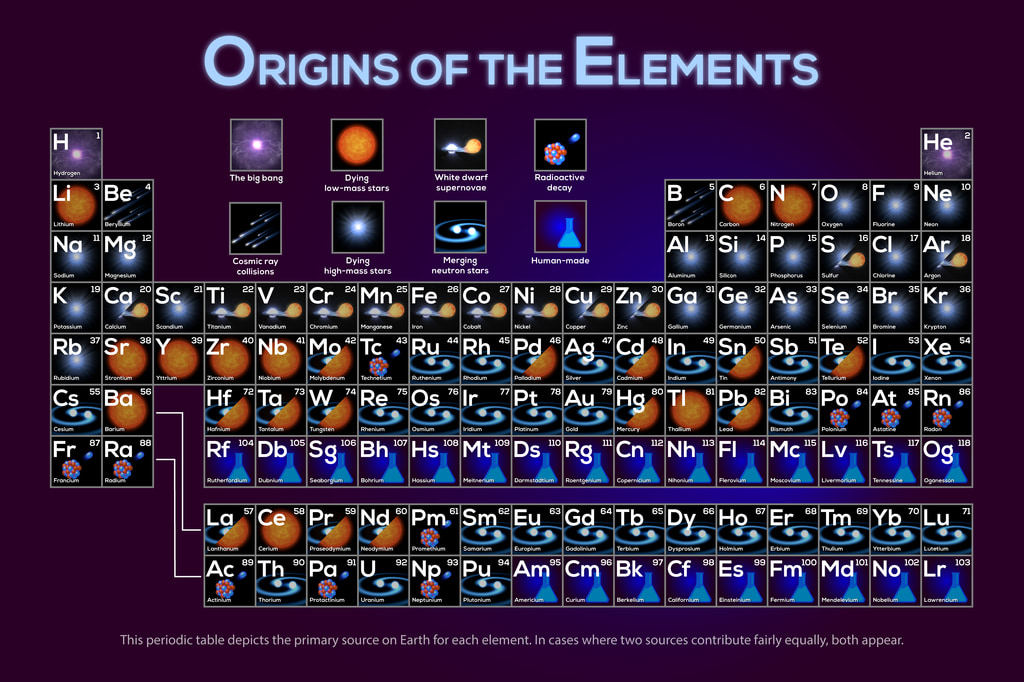 ORIGINS OF THE ELEMENTS
H 1 He 2
Hydrogen Helium
The big bang
Dying
low-mass stars
White dwarf
supernovae
Radioactive
decay
Cosmic ray
collisions
Dying
high-mass stars
Merging
neutron stars
Human-made
Li 3 Be 4 B 5 C 6 N 7 O 8 F 9 Ne 10
Lithium Beryllium Boron Carbon Nitrogen Oxygen Fluorine Neon
Na 11 Mg 12 Al 13 Si 14 P 15 S 16 Cl 17 Ar 18
Sodium Magnesium Aluminum Silicon Phosphorus Sulfur Chlorine Argon
K 19 Ca 20 Sc 21 Ti 22 V 23 Cr 24 Mn 25 Fe 26 Co 27 Ni 28 Cu 29 Zn 30 Ga 31 Ge 32 As 33 Se 34 Br 35 Kr 36
Potassium Calcium Scandium Titanium Vanadium Chromium Manganese Iron Cobalt Nickel Copper Zinc Gallium Germanium Arsenic Selenium Bromine Krypton
Rb 37 Sr 38 Y 39 Zr 40 Nb 41 Mo 42 Tc 43 Ru 44 Rh 45 Pd 46 Ag 47 Cd 48 In 49 Sn 50 Sb 51 Te 52 I 53 Xe 54
Rubidium Strontium Yttrium Zirconium Niobium Molybdenum Technetium Ruthenium Rhodium Palladium Silver Cadmium Indium Tin Antimony Tellurium Iodine Xenon
Cs 55 Ba 56 Hf 72 Ta 73 W 74 Re 75 Os 76 Ir 77 Pt 78 Au 79 Hg 80 Tl 81 Pb 82 Bi 83 Po 84 At 85 Rn 86
Cesium Barium Hafnium Tantalum Tungsten Rhenium Osmium Iridium Platinum Gold Mercury Thallium Lead Bismuth Polonium Astatine Radon
Fr 87 Ra 88 Rf 104 Db 105 Sg 106 Bh 107 Hs 108 Mt 109 Ds 110 Rg 111 Cn 112 Nh 113 Fl 114 Mc 115 Lv 116 Ts 117 Og 118
Francium Radium Rutherfordium Dubnium Seaborgium Bohrium Hassium Meitnerium Darmstadtium Roentgenium Copernicium Nihonium Flerovium Moscovium Livermorium Tennessine Oganesson
La 57 Ce 58 Pr 59 Nd 60 Pm 61 Sm 62 Eu 63 Gd 64 Tb 65 Dy 66 Ho 67 Er 68 Tm 69 Yb 70 Lu 71
Lanthanum Cerium Praseodymium Neodymium Promethium Samarium Europium Gadolinium Terbium Dysprosium Holmium Erbium Thulium Ytterbium Lutetium
Ac 89 Th 90 Pa 91 U 92 Np 93 Pu 94 Am 95 Cm 96 Bk 97 Cf 98 Es 99 Fm 100 Md 101 No 102 Lr 103
Actinium Thorium Protactinium Uranium Neptunium Plutonium Americium Curium Berkelium Californium Einsteinium Fermium Mendelevium Nobelium Lawrencium
This periodic table depicts the primary source on Earth for each element. In cases where two sources contribute fairly equally, both appear.